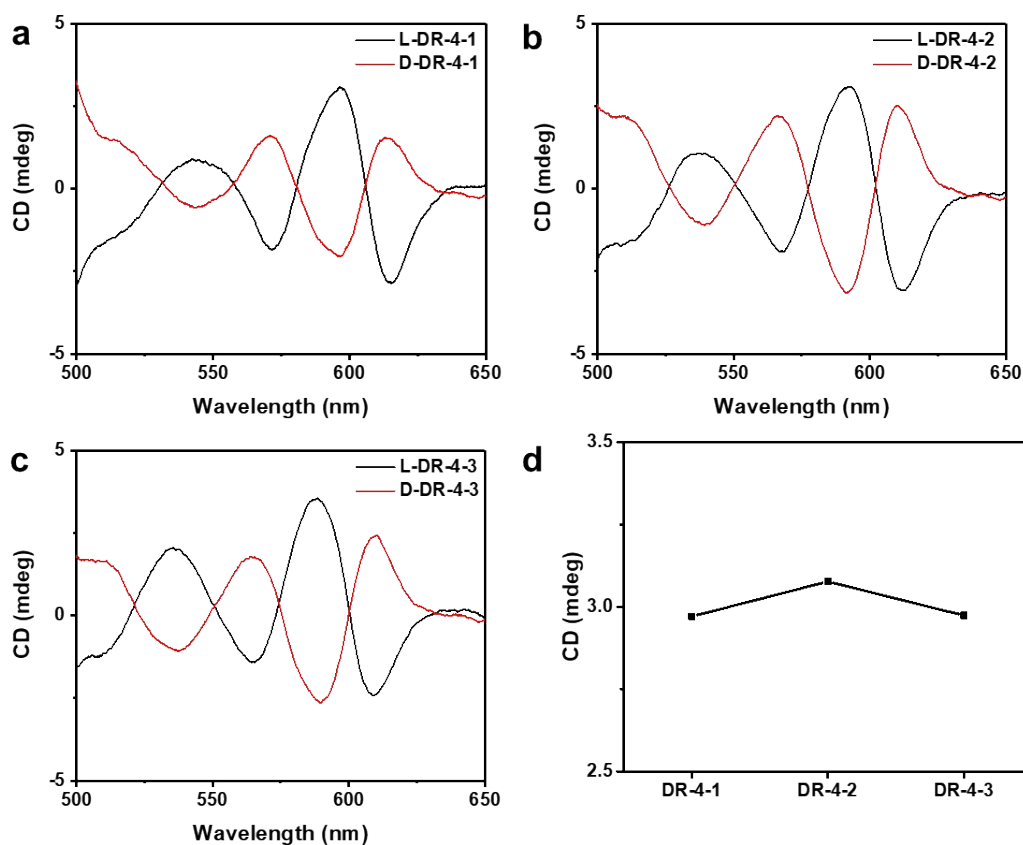 a
L-DR-4-1
D-DR-4-1
5
0
-5
CD (mdeg)
500 550 600 650
Wavelength (nm)
b
L-DR-4-2
D-DR-4-2
5
0
-5
CD (mdeg)
500 550 600 650
Wavelength (nm)
c
L-DR-4-3
D-DR-4-3
5
0
-5
CD (mdeg)
500 550 600 650
Wavelength (nm)
d
3.5
3.0
2.5
CD (mdeg)
DR-4-1 DR-4-2 DR-4-3